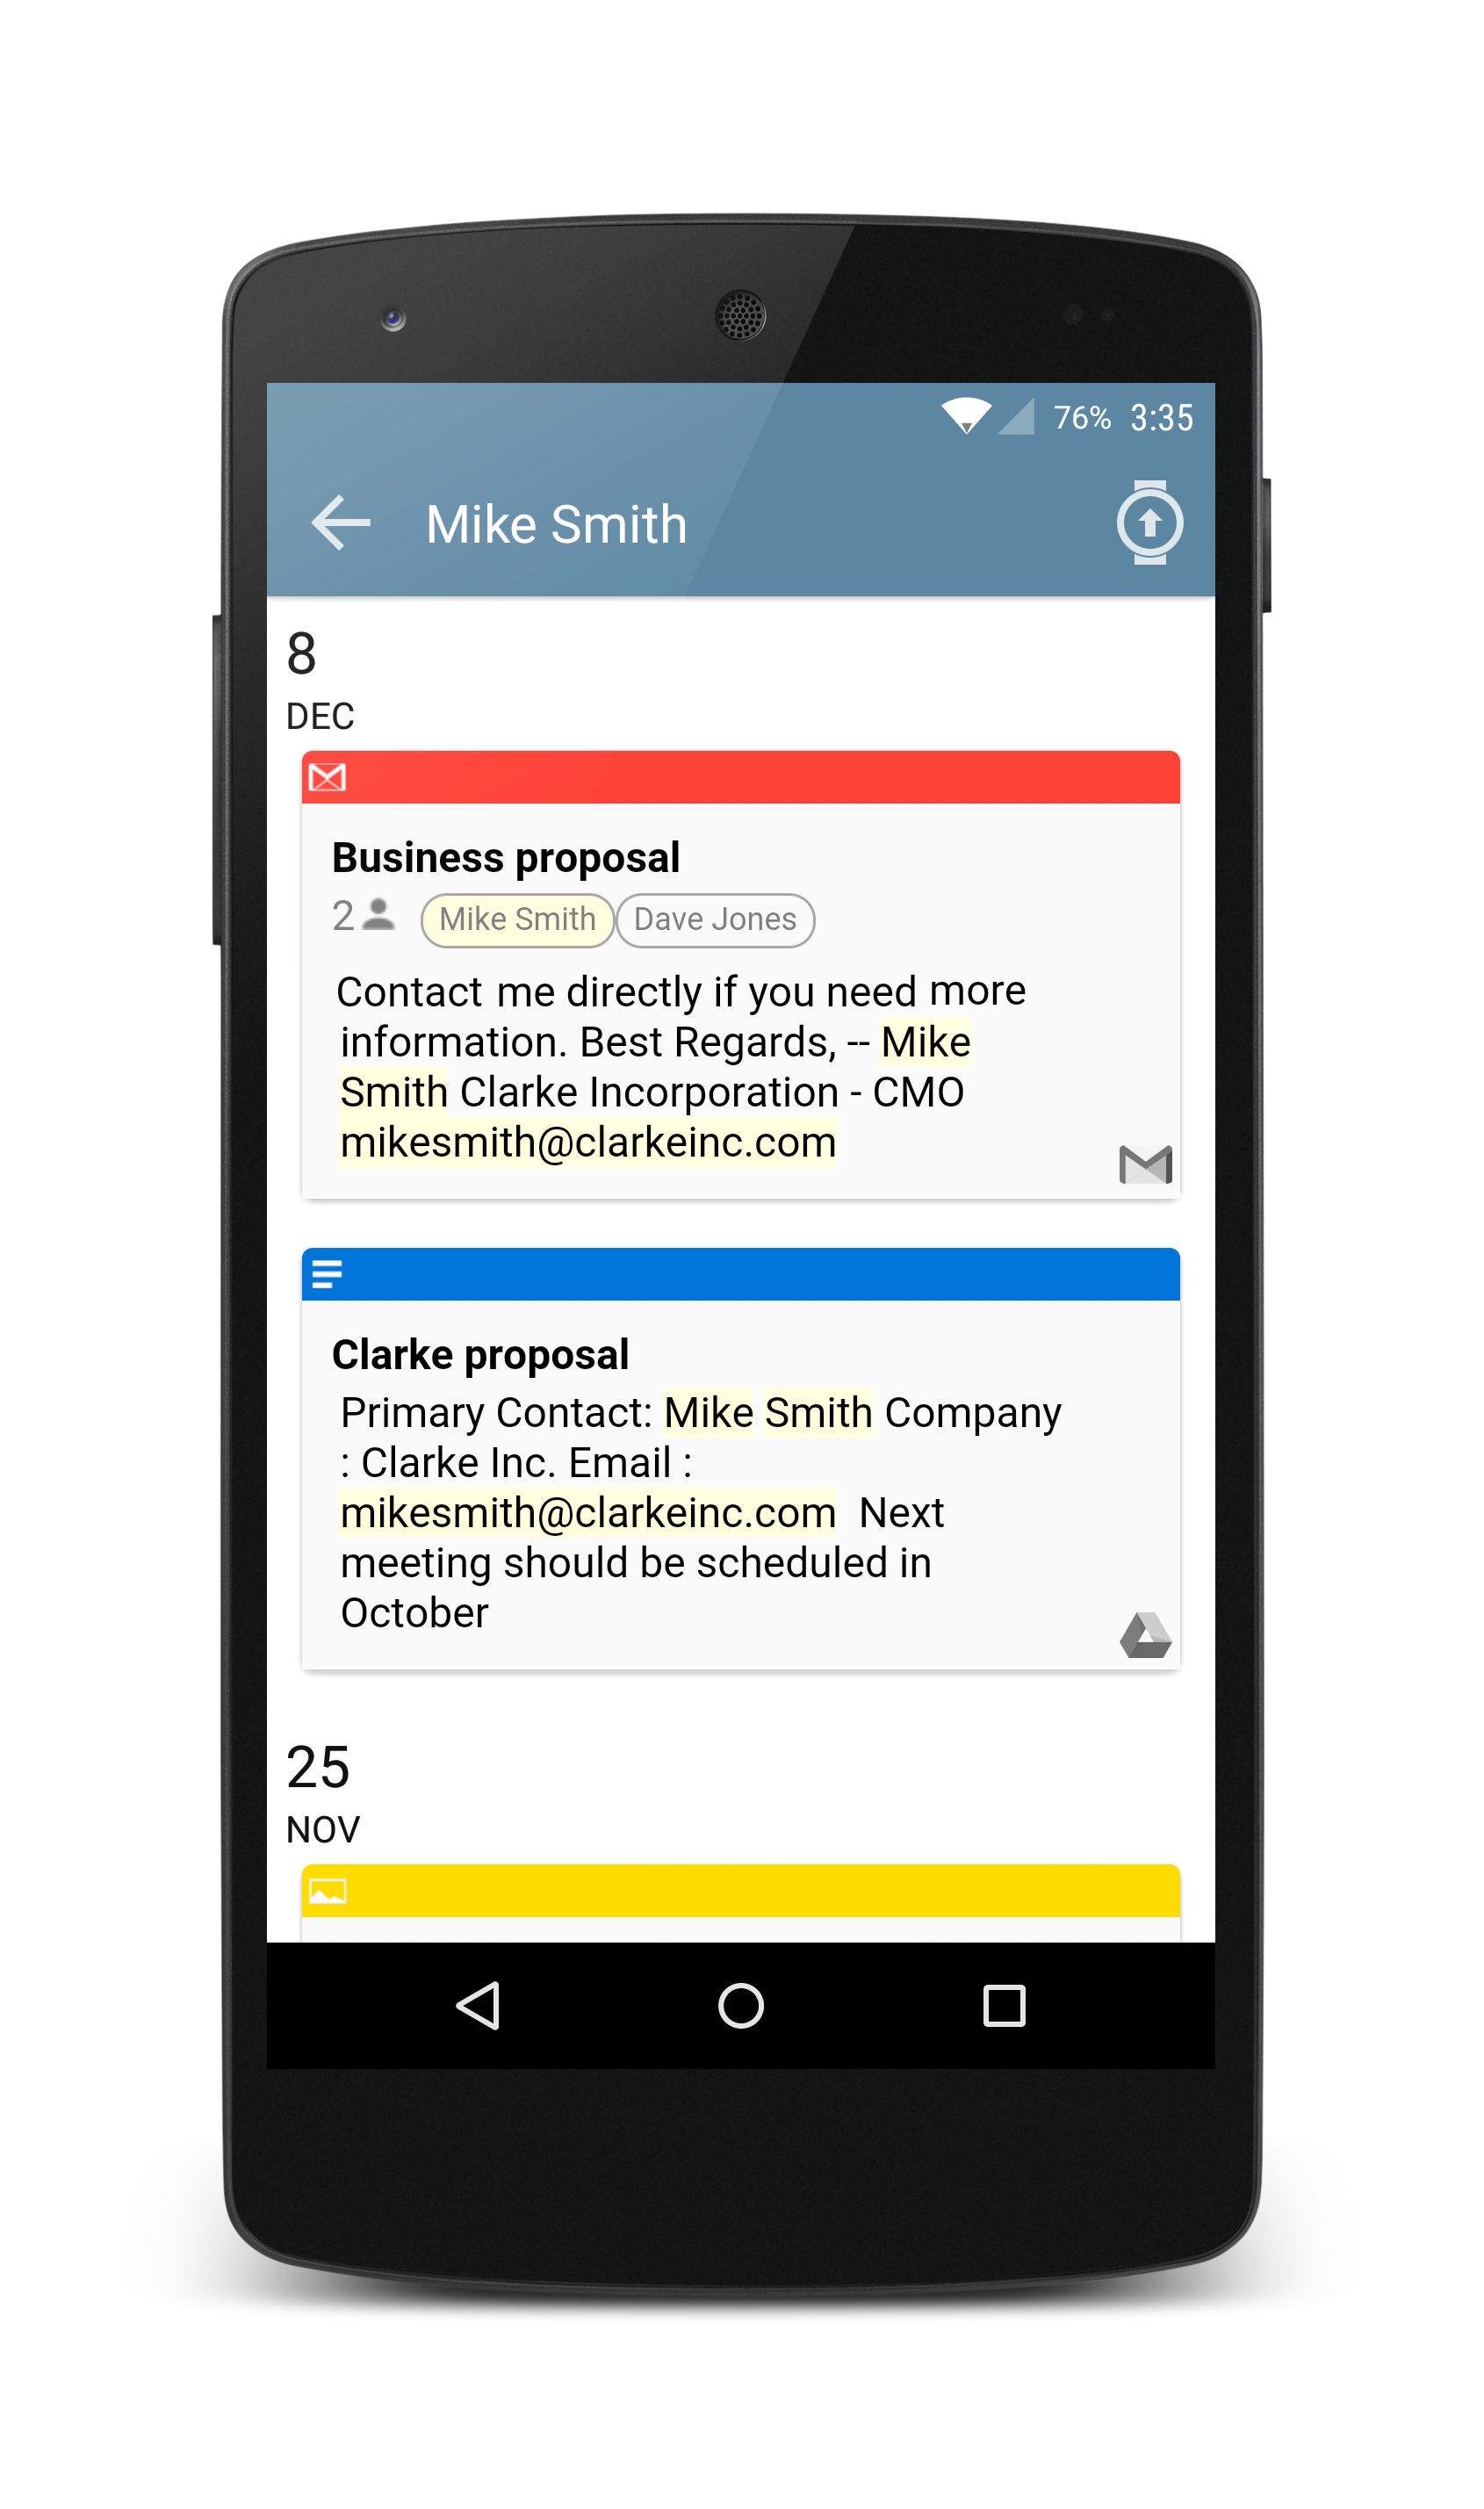 76% 3:35
Mike Smith
8
DEC
Business proposal
2 Mike Smith Dave Jones
Contact me directly if you need more
information. Best Regards, -- Mike
Smith Clarke Incorporation - CMO
mikesmith@clarkeinc.com
Clarke proposal
Primary Contact: Mike Smith Company
: Clarke Inc. Email :
mikesmith@clarkeinc.com Next
meeting should be scheduled in
October
25
NOV